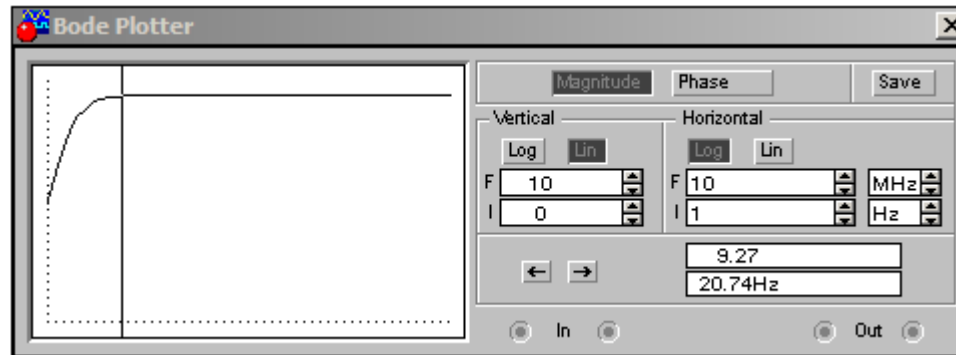 Bode Plotter
Magnitude Phase Save
Vertical Horizontal
Log Lin Log Lin
F 10 F 10 MHz
I 0 I 1 Hz
← → 9.27
20.74Hz
In Out